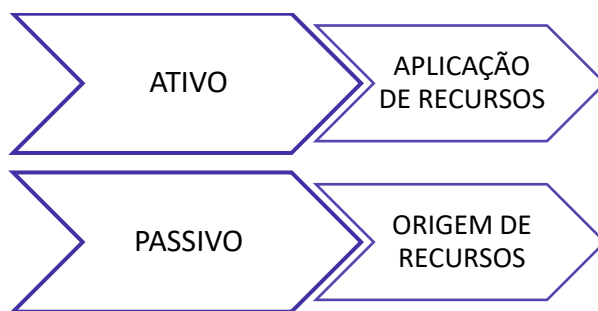 ATIVO
APLICAÇÃO
DE RECURSOS
PASSIVO
ORIGEM DE
RECURSOS